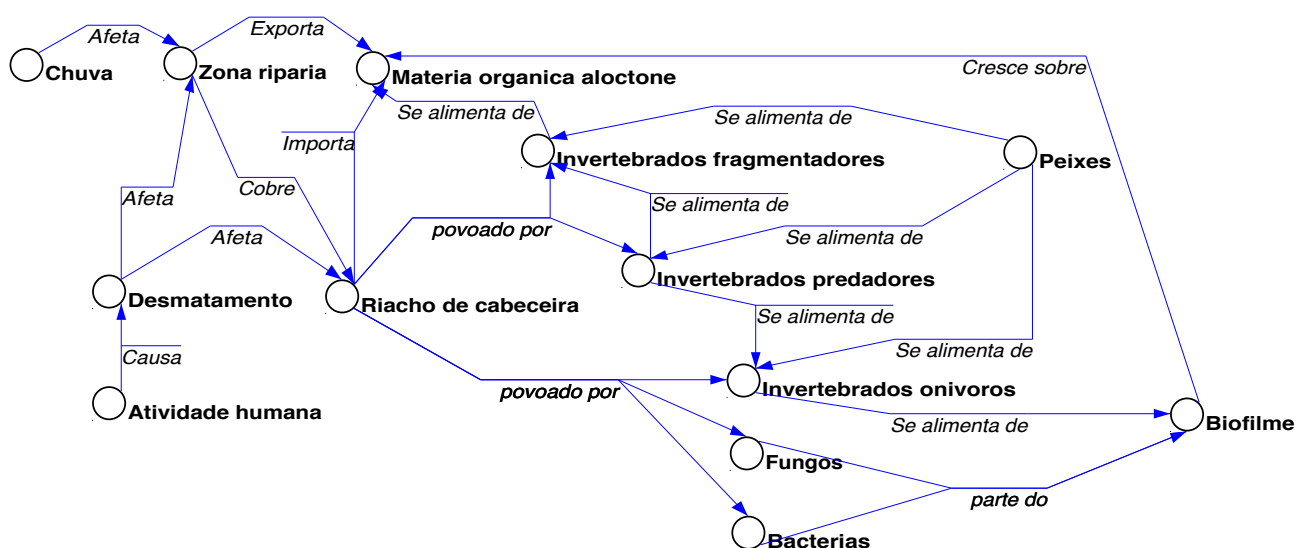 Afeta
Exporta
Chuva
Zona riparia
Materia organica aloctone
Cresce sobre
Se alimenta de
Se alimenta de
Importa
Invertebrados fragmentadores
Peixes
Afeta
Cobre
Se alimenta de
povoado por
Afeta
Se alimenta de
Invertebrados predadores
Desmatamento
Riacho de cabeceira
Se alimenta de
Causa
Se alimenta de
povoado por
Invertebrados onivoros
Atividade humana
Se alimenta de
Biofilme
Fungos
parte do
Bacterias